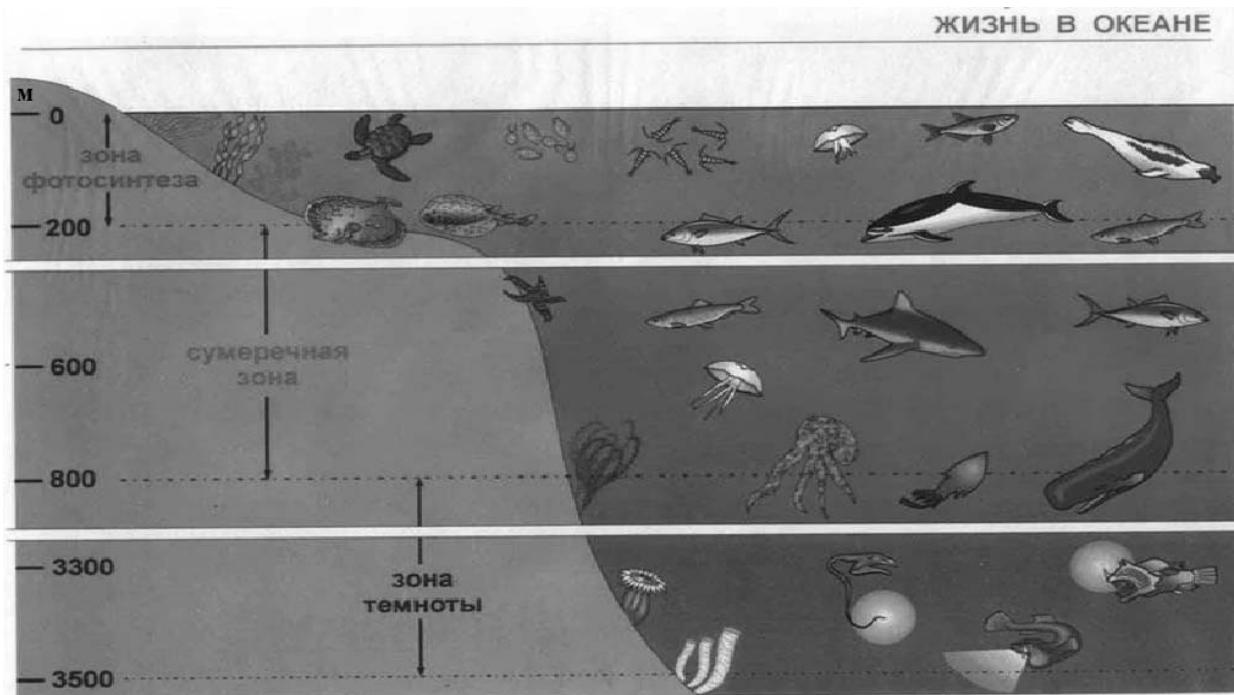 ЖИЗНЬ В ОКЕАНЕ
м
0
зона
фотосинтеза
200
сумеречная
600
зона
800
3300
зона
темноты
3500